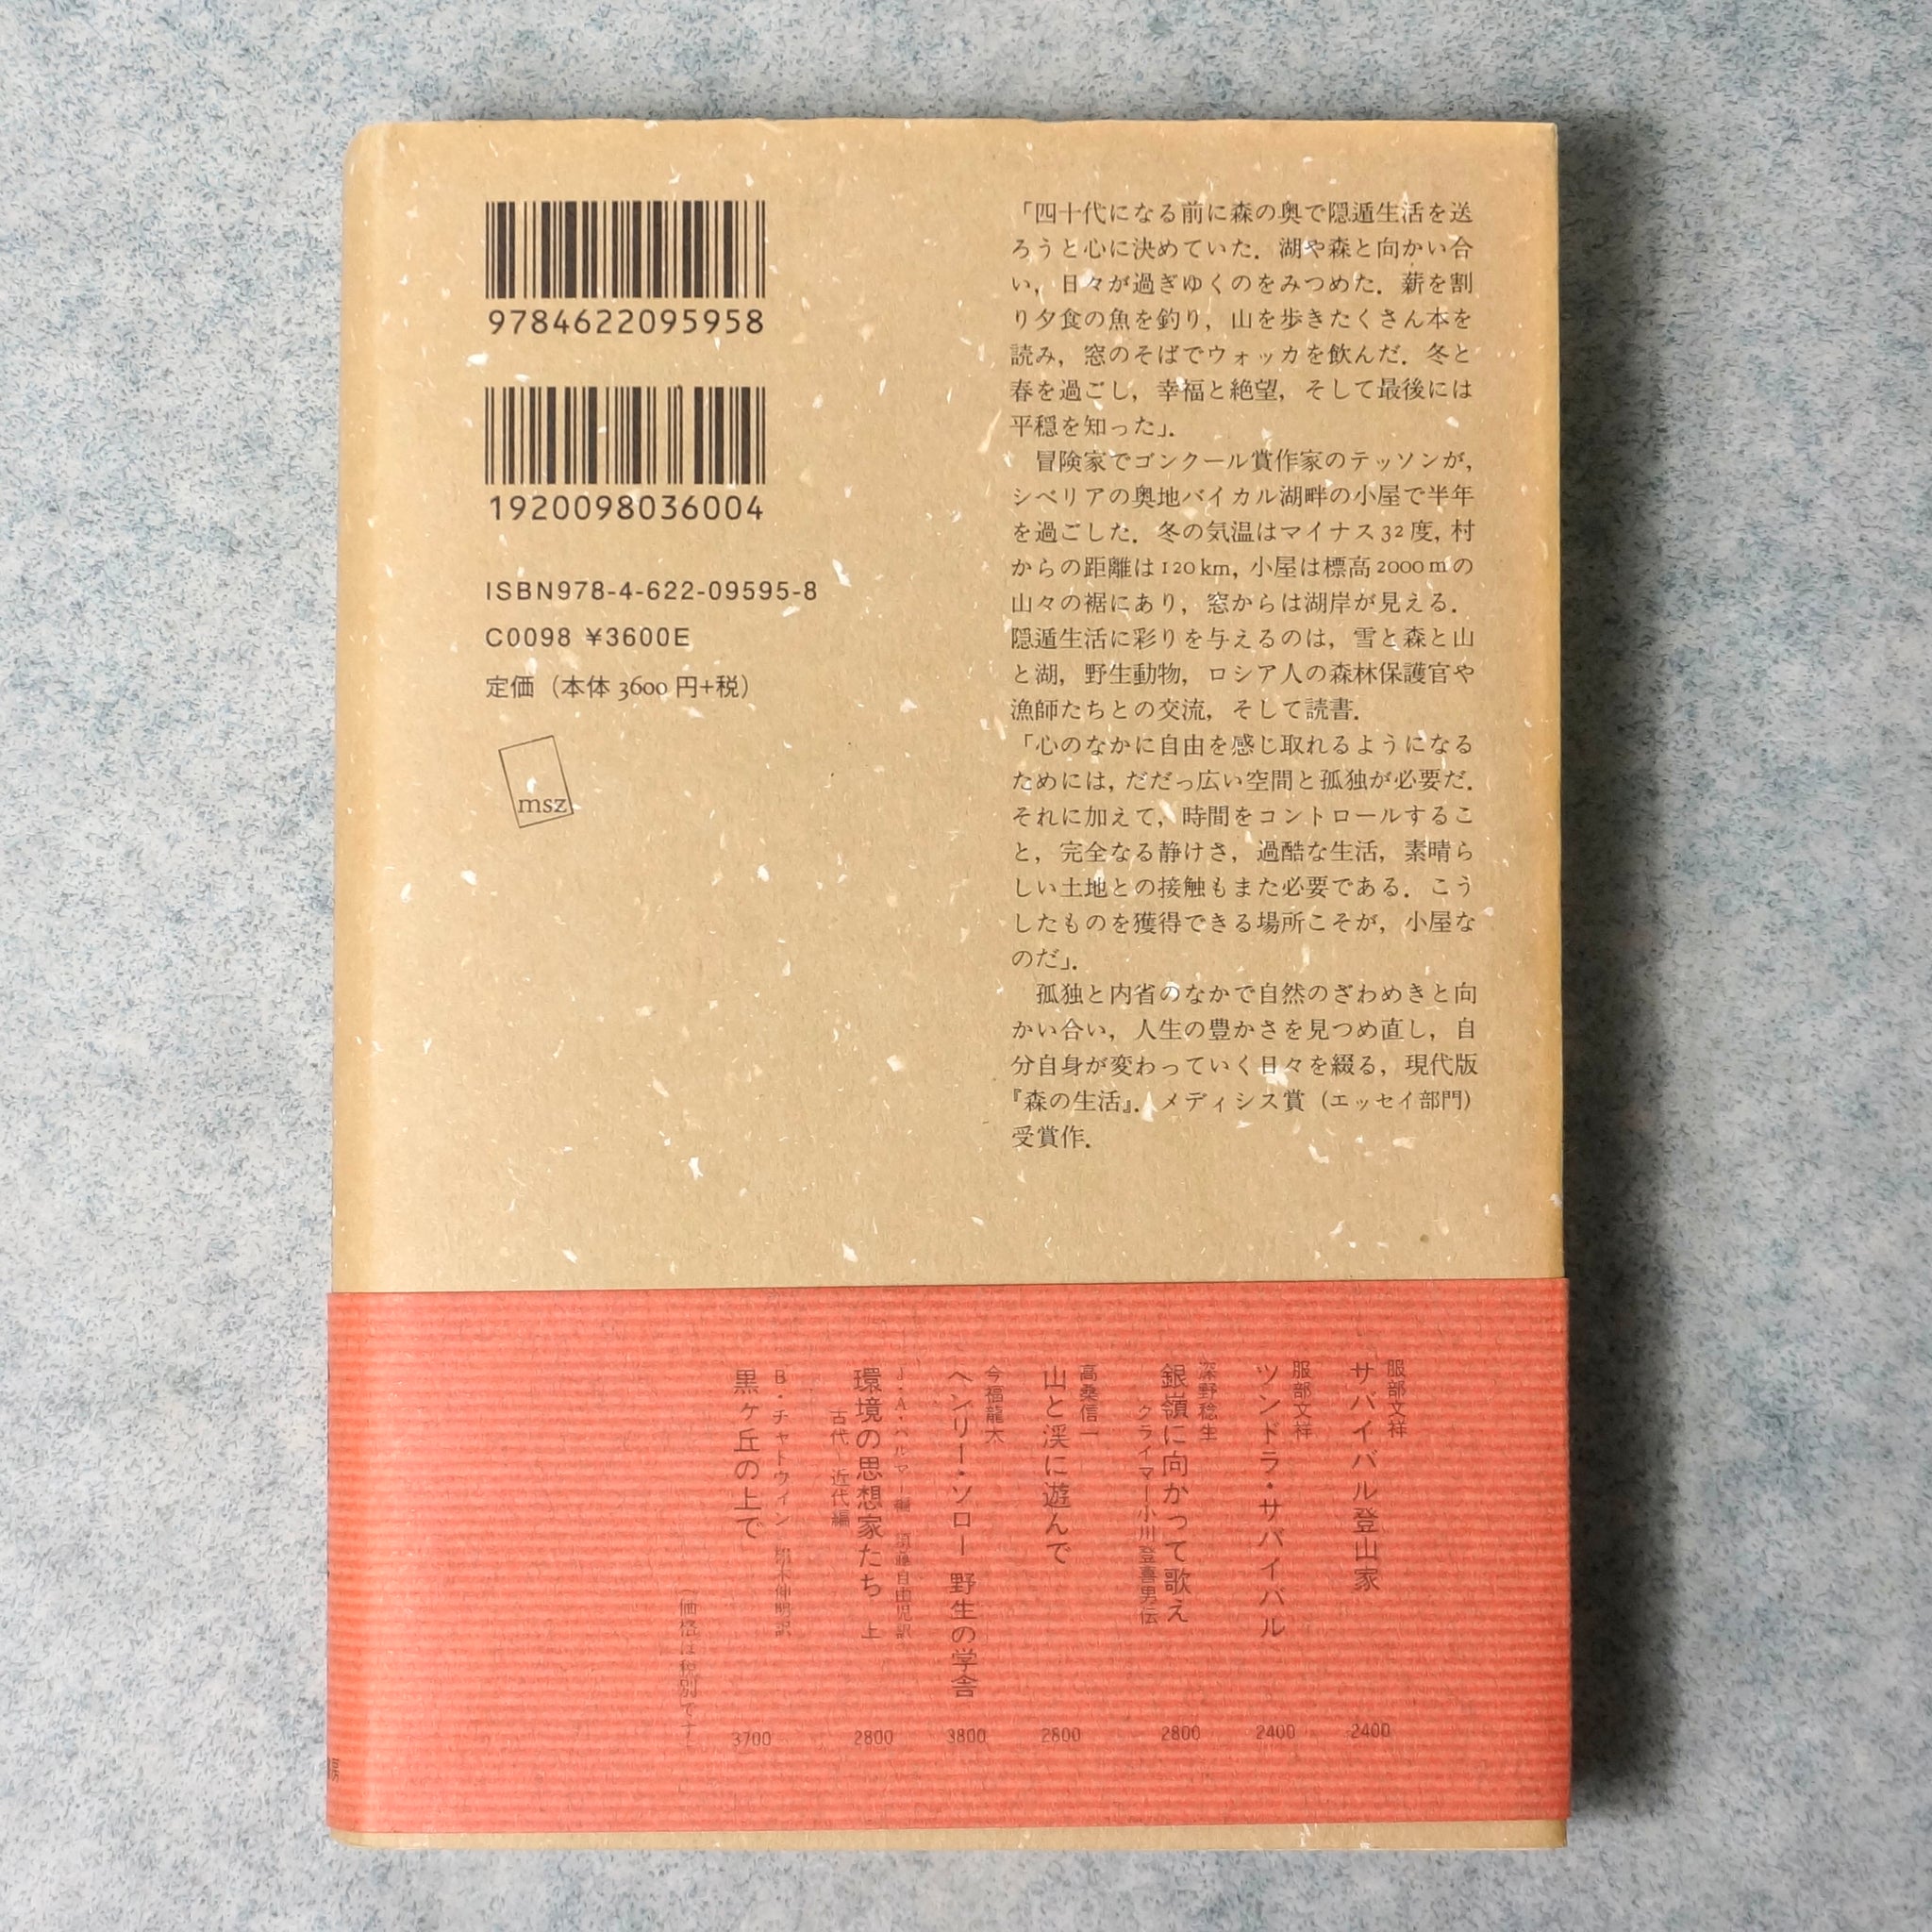 9784622095958
1920098036004
ISBN978-4-622-09595-8
C0098 ¥3600E
定価（本体 3600 円+税）
msz
「四十代になる前に森の奥で隠遁生活を送
ろうと心に決めていた．湖や森と向かい合
い，日々が過ぎゆくのをみつめた．薪を割
り夕食の魚を釣り，山を歩きたくさん本を
読み，窓のそばでウォッカを飲んだ．冬と
春を過ごし，幸福と絶望，そして最後には
平穏を知った」．
冒険家でゴンクール賞作家のテッソンが，
シベリアの奥地バイカル湖畔の小屋で半年
を過ごした．冬の気温はマイナス 32 度，村
からの距離は 120 km，小屋は標高 2000 m の
山々の裾にあり，窓からは湖岸が見える．
隠遁生活に彩りを与えるのは，雪と森と山
と湖，野生動物，ロシア人の森林保護官や
漁師たちとの交流，そして読書．
「心のなかに自由を感じ取れるようになる
ためには，だだっ広い空間と孤独が必要だ．
それに加えて，時間をコントロールするこ
と，完全なる静けさ，過酷な生活，素晴ら
しい土地との接触もまた必要である．こう
したものを獲得できる場所こそが，小屋な
のだ」．
孤独と内省のなかで自然のざわめきと向
かい合い，人生の豊かさを見つめ直し，自
分自身が変わっていく日々を綴る，現代版
『森の生活』．メディシス賞（エッセイ部門）
受賞作．
服部文祥
サバイバル登山家 2400
服部文祥
ツンドラ・サバイバル 2400
深野稔生
銀嶺に向かって歌え 2800
クライマー小川登喜男伝
高桑信一
山と渓に遊んで 2800
今福龍太
ヘンリー・ソロー 野生の学舎 3800
J・A・パルマー編 須藤自由児訳
環境の思想家たち 上 2800
古代－近代編
B・チャトウィン 栩木伸明訳
黒ヶ丘の上で 3700
（価格は税別です）
房